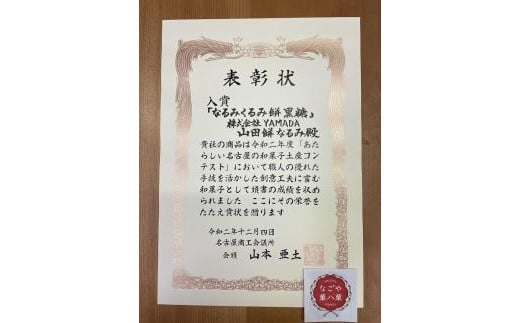 表彰状
入賞
「なるみくるみ餅黒糖」
株式会社YAMADA
山田餅なるみ殿
貴社の商品は令和二年度「あた
らしい名古屋の和菓子土産コン
テスト」において職人の優れた
手技を活かした創意工夫に富む
和菓子として頭書の成績を収め
られました ここにその栄誉を
たたえ賞状を贈ります
令和二年十二月四日
名古屋商工会議所
会頭 山本亜土
なごや
菓八菓